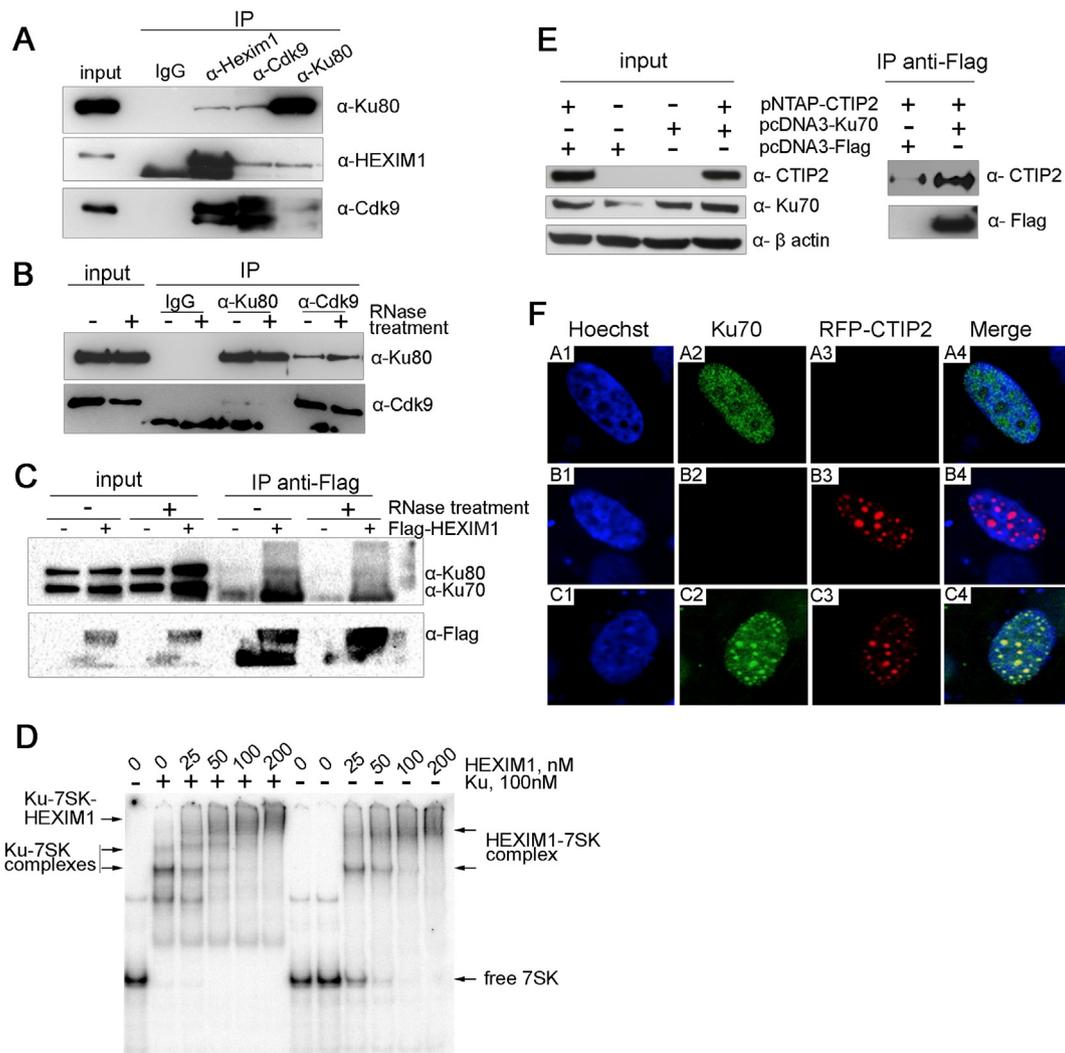 A
IP
input IgG α-Hexim1 α-Cdk9 α-Ku80
α-Ku80
α-HEXIM1
α-Cdk9
B
input IP
IgG α-Ku80 α-Cdk9
- + - + - + - + RNase treatment
α-Ku80
α-Cdk9
C
input IP anti-Flag
- + - + RNase treatment
- + - + - + - + Flag-HEXIM1
α-Ku80
α-Ku70
α-Flag
D
0 0 25 50 100 200 0 0 25 50 100 200 HEXIM1, nM
- + + + + + - - - - - - Ku, 100nM
Ku-7SK-
HEXIM1
Ku-7SK
complexes
HEXIM1-7SK
complex
free 7SK
E
input IP anti-Flag
+ - - + pNTAP-CTIP2 + +
- - + + pcDNA3-Ku70 - +
+ + - - pcDNA3-Flag + -
α- CTIP2
α- Ku70
α- β actin
α- CTIP2
α- Flag
F
Hoechst Ku70 RFP-CTIP2 Merge
A1 A2 A3 A4
B1 B2 B3 B4
C1 C2 C3 C4